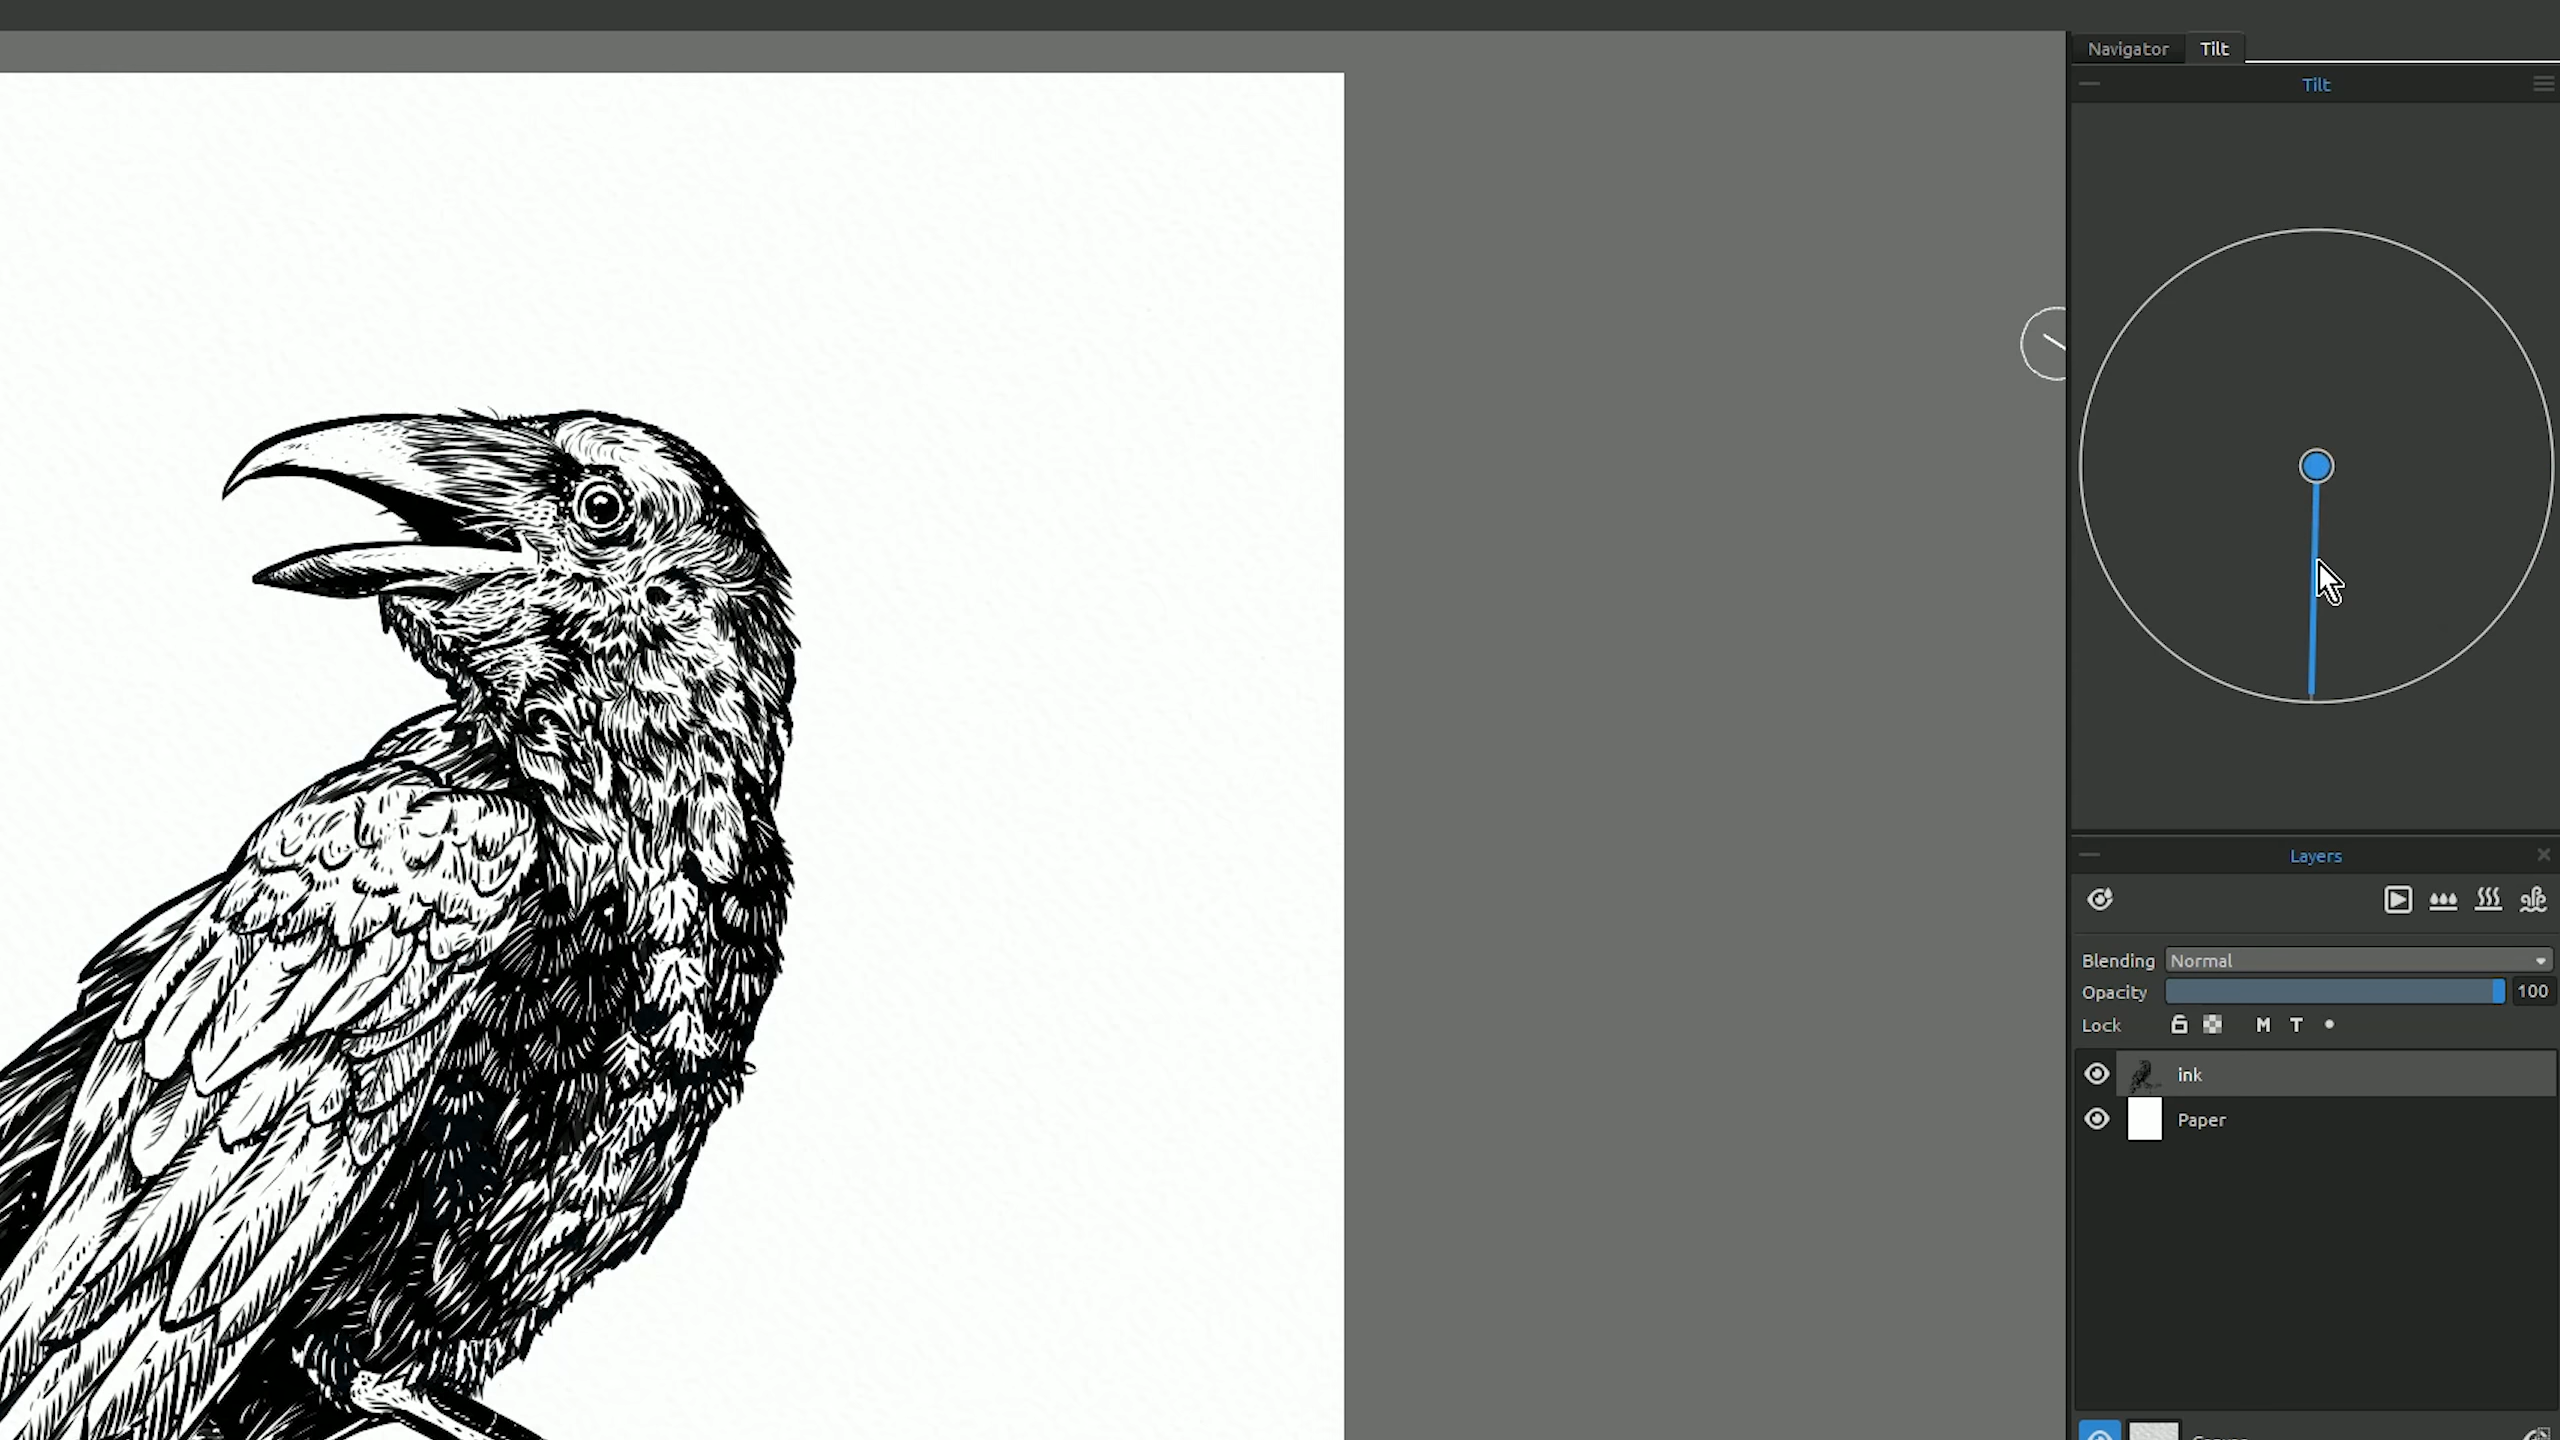 Navigator Tilt
Tilt
Layers
Blending Normal
Opacity 100
Lock M T
ink
Paper